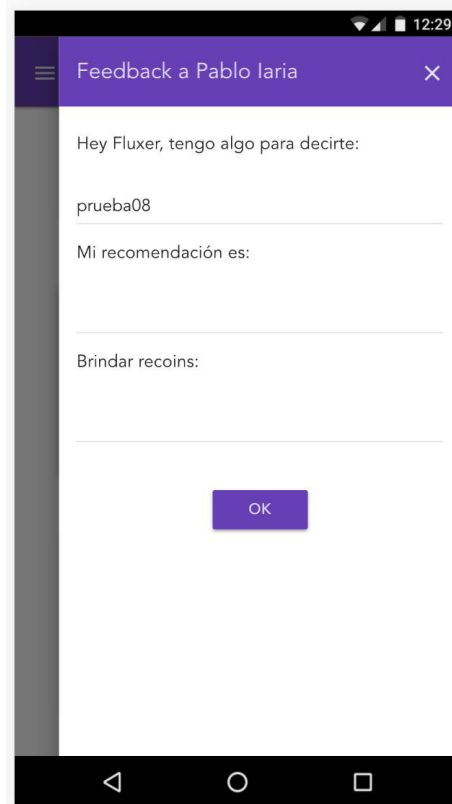 12:29
Feedback a Pablo Iaria
Hey Fluxer, tengo algo para decirte:
prueba08
Mi recomendación es:
Brindar recoins:
OK